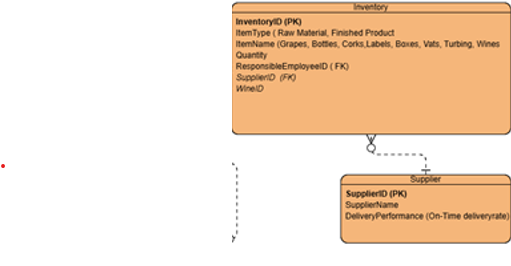 Inventory
InventoryID (PK)
ItemType ( Raw Material, Finished Product
ItemName (Grapes, Bottles, Corks,Labels, Boxes, Vats, Turbing, Wines
Quantity
ResponsibleEmployeeID ( FK)
SupplierID (FK)
WineID
Supplier
SupplierID (PK)
SupplierName
DeliveryPerformance (On-Time deliveryrate)